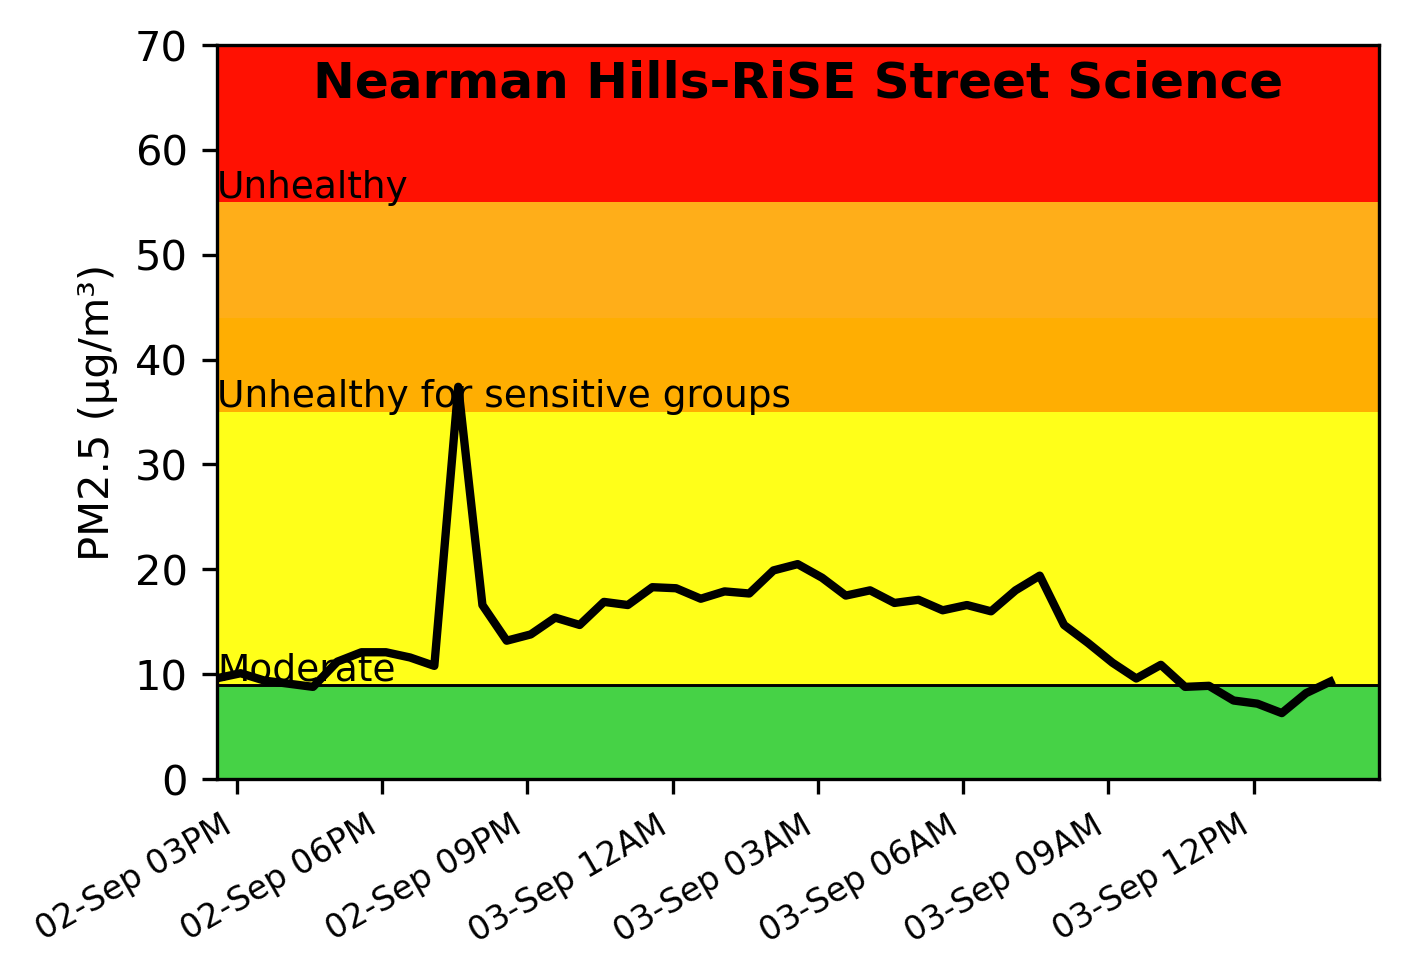 Nearman Hills-RiSE Street Science
70
60
Unhealthy
50
40
Unhealthy for sensitive groups
30
20
Moderate
10
0
PM2.5 (µg/m³)
02-Sep 03PM
02-Sep 06PM
02-Sep 09PM
03-Sep 12AM
03-Sep 03AM
03-Sep 06AM
03-Sep 09AM
03-Sep 12PM